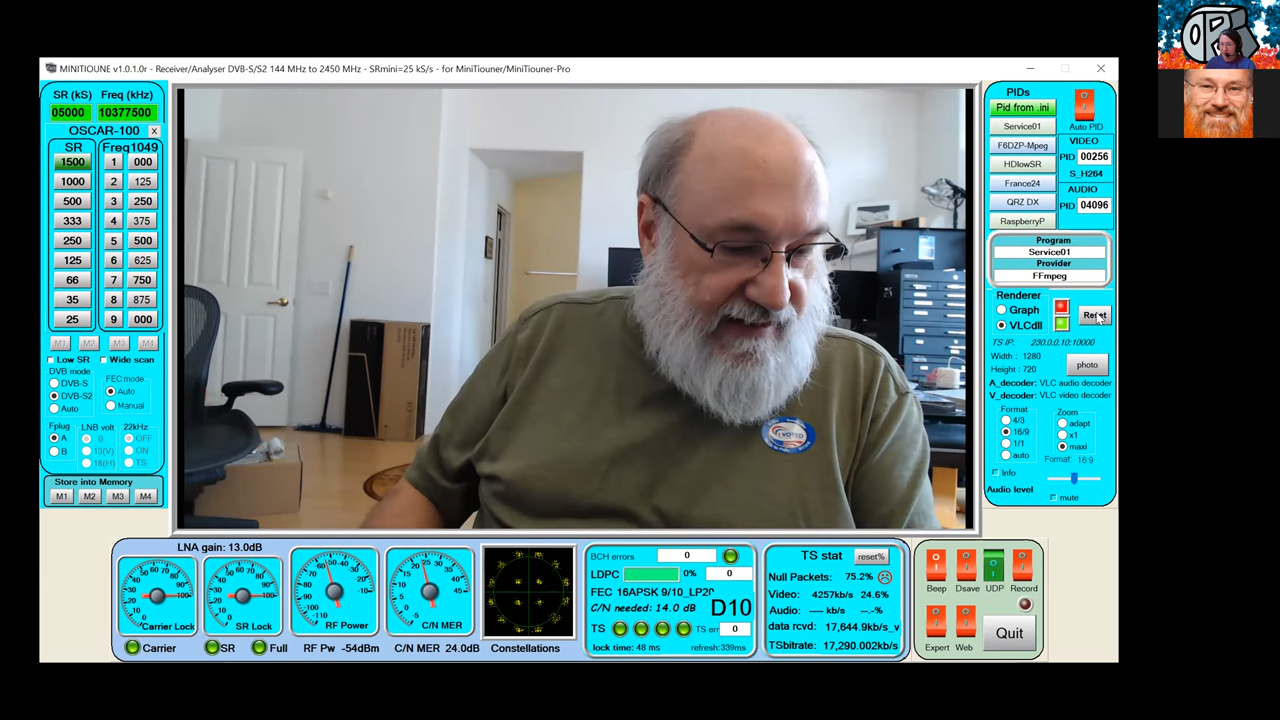 MINITIOUNE v1.0.1.0r - Receiver/Analyser DVB-S/S2 144 MHz to 2450 MHz - SRmini=25 kS/s - for MiniTiouner/MiniTiouner-Pro
SR (kS) Freq (kHz)
05000 10377500
OSCAR-100 X
SR Freq1049
1500 1 000
1000 2 125
500 3 250
333 4 375
250 5 500
125 6 625
66 7 750
35 8 875
25 9 000
M1 M2 M3 M4
Low SR Wide scan
DVB mode FEC mode
DVB-S Auto
DVB-S2 Manual
Auto
Fplug LNB volt 22kHz
A 0 OFF
B 13(V) ON
18(H) TS
Store into Memory
M1 M2 M3 M4
I VOTED
PIDs
Pid from .ini
Service01
F6DZP-Mpeg
HDlowSR
France24
QRZ DX
RaspberryP
Auto PID
VIDEO
PID 00256
S_H264
AUDIO
PID 04096
Program
Service01
Provider
FFmpeg
Renderer
Graph
VLCdll
Reset
TS IP: 230.0.0.10:10000
Width : 1280
Height : 720
photo
A_decoder: VLC audio decoder
V_decoder: VLC video decoder
Format Zoom
4/3 adapt
16/9 x1
1/1 maxi
auto Format: 16:9
Info
Audio level
mute
LNA gain: 13.0dB
Carrier Lock
SR Lock
RF Power
C/N MER
Carrier SR Full RF Pw -54dBm C/N MER 24.0dB Constellations
BCH errors 0
LDPC 0% 0
FEC 16APSK 9/10_LP20
C/N needed: 14.0 dB D10
TS TS err 0
lock time: 48 ms refresh:339ms
TS stat reset%
Null Packets: 75.2%
Video: 4257kb/s 24.6%
Audio: ---- kb/s --.-%
data rcvd: 17,644.9kb/s_v
TSbitrate: 17,290.002kb/s
Beep Dsave UDP Record
Expert Web
Quit